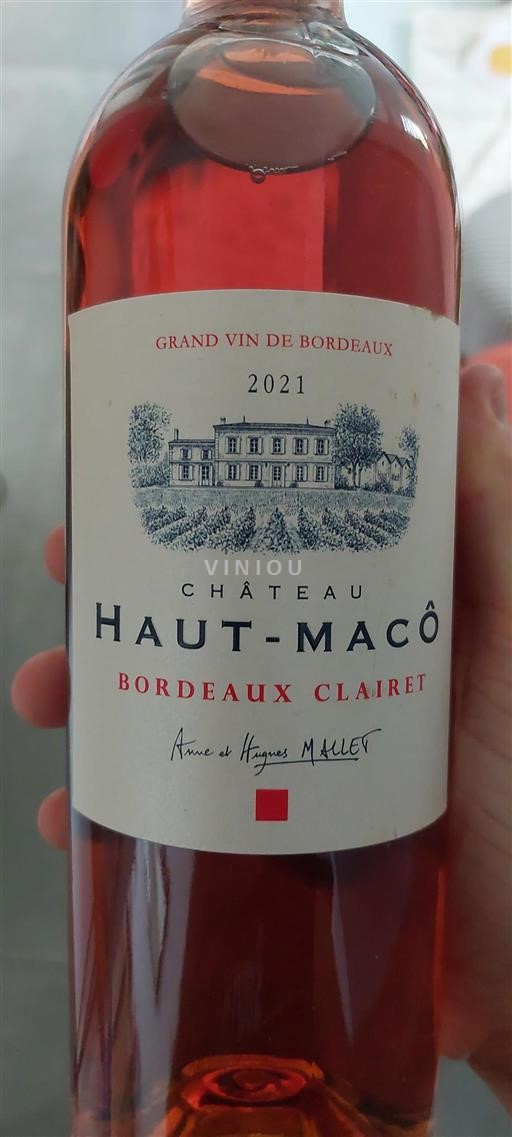 GRAND VIN DE BORDEAUX
2021
VINIOU
CHÂTEAU
HAUT-MACÔ
BORDEAUX CLAIRET
Anne et Hugues MALLET